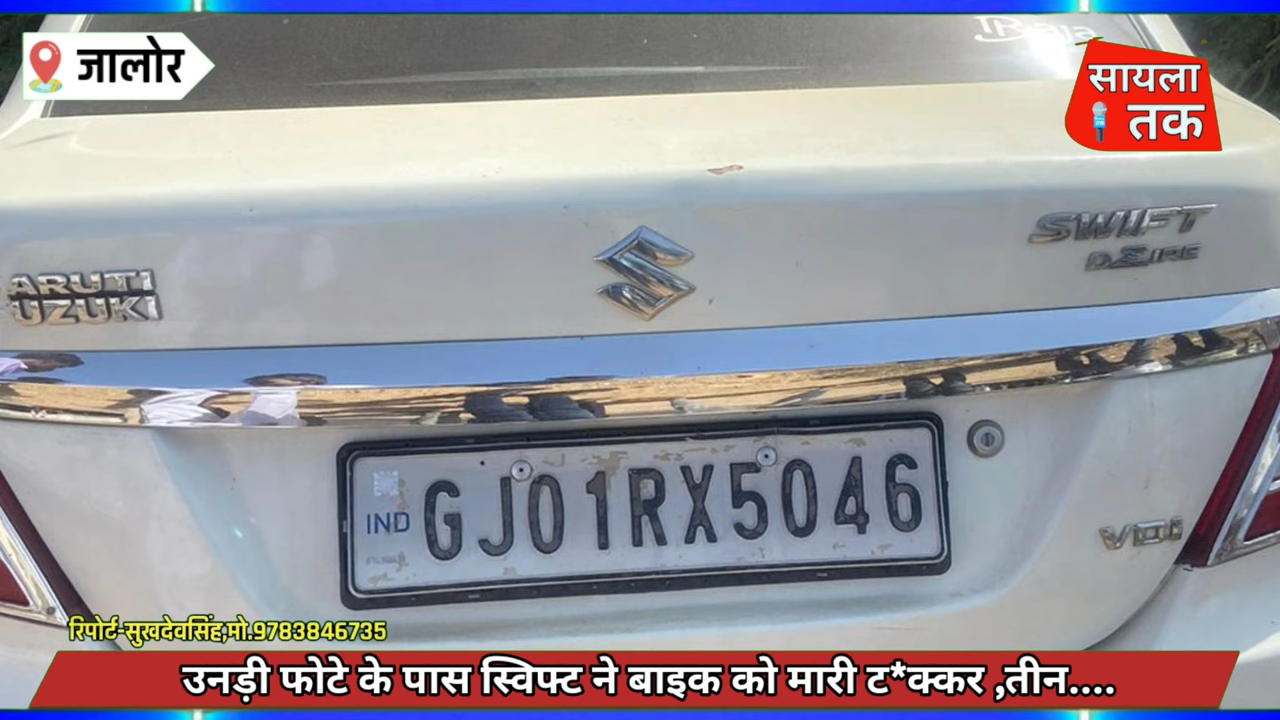 जालोर
सायला
तक
SWIFT
DZIRE
ARUTI
UZUKI
IND
GJ01RX5046
VDi
रिपोर्ट-सुखदेवसिंह,मो.9783846735
उनड़ी फोटे के पास स्विफ्ट ने बाइक को मारी ट*क्कर ,तीन....